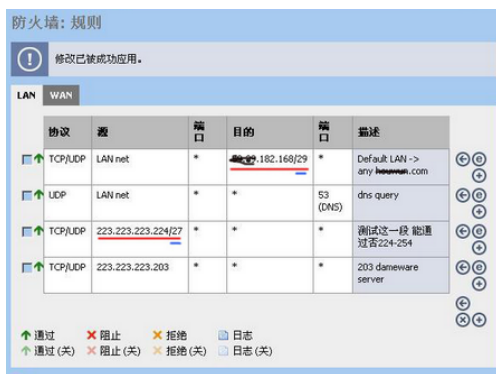 防火墙: 规则
修改已被成功应用。
LAN WAN
协议 源 端口 目的 端口 描述
TCP/UDP LAN net * .182.168/29 * Default LAN ->
any .com
UDP LAN net * * 53
(DNS) dns query
TCP/UDP 223.223.223.224/27 * * * 测试这一段 能通
过否224-254
TCP/UDP 223.223.223.203 * * * 203 dameware
server
通过 阻止 拒绝 日志
通过(关) 阻止(关) 拒绝(关) 日志(关)